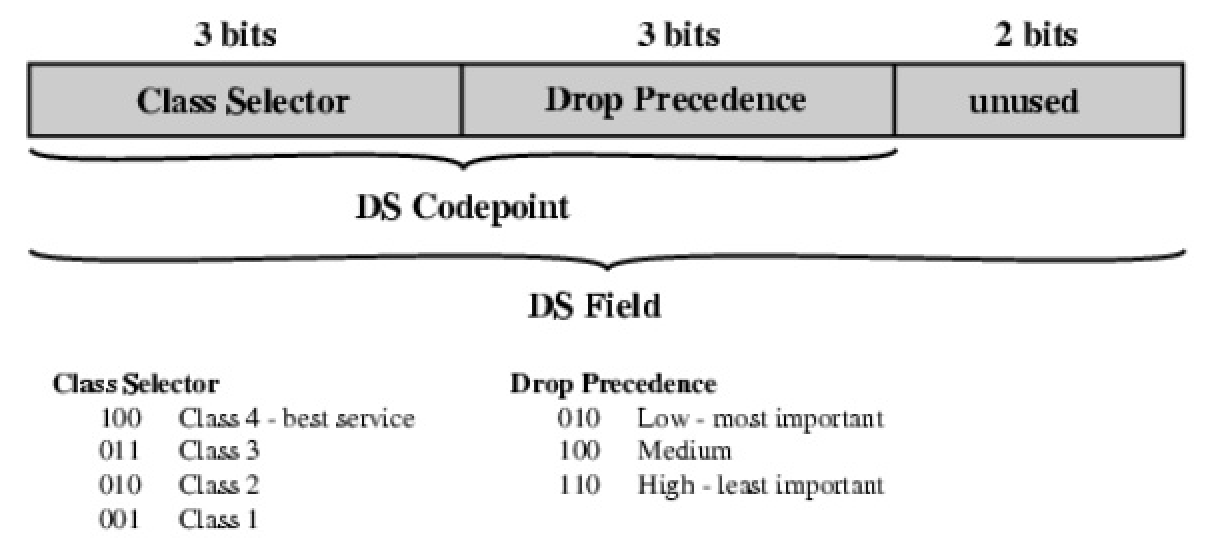 3 bits 3 bits 2 bits
Class Selector Drop Precedence unused
DS Codepoint
DS Field
Class Selector
100 Class 4 - best service
011 Class 3
010 Class 2
001 Class 1
Drop Precedence
010 Low - most important
100 Medium
110 High - least important